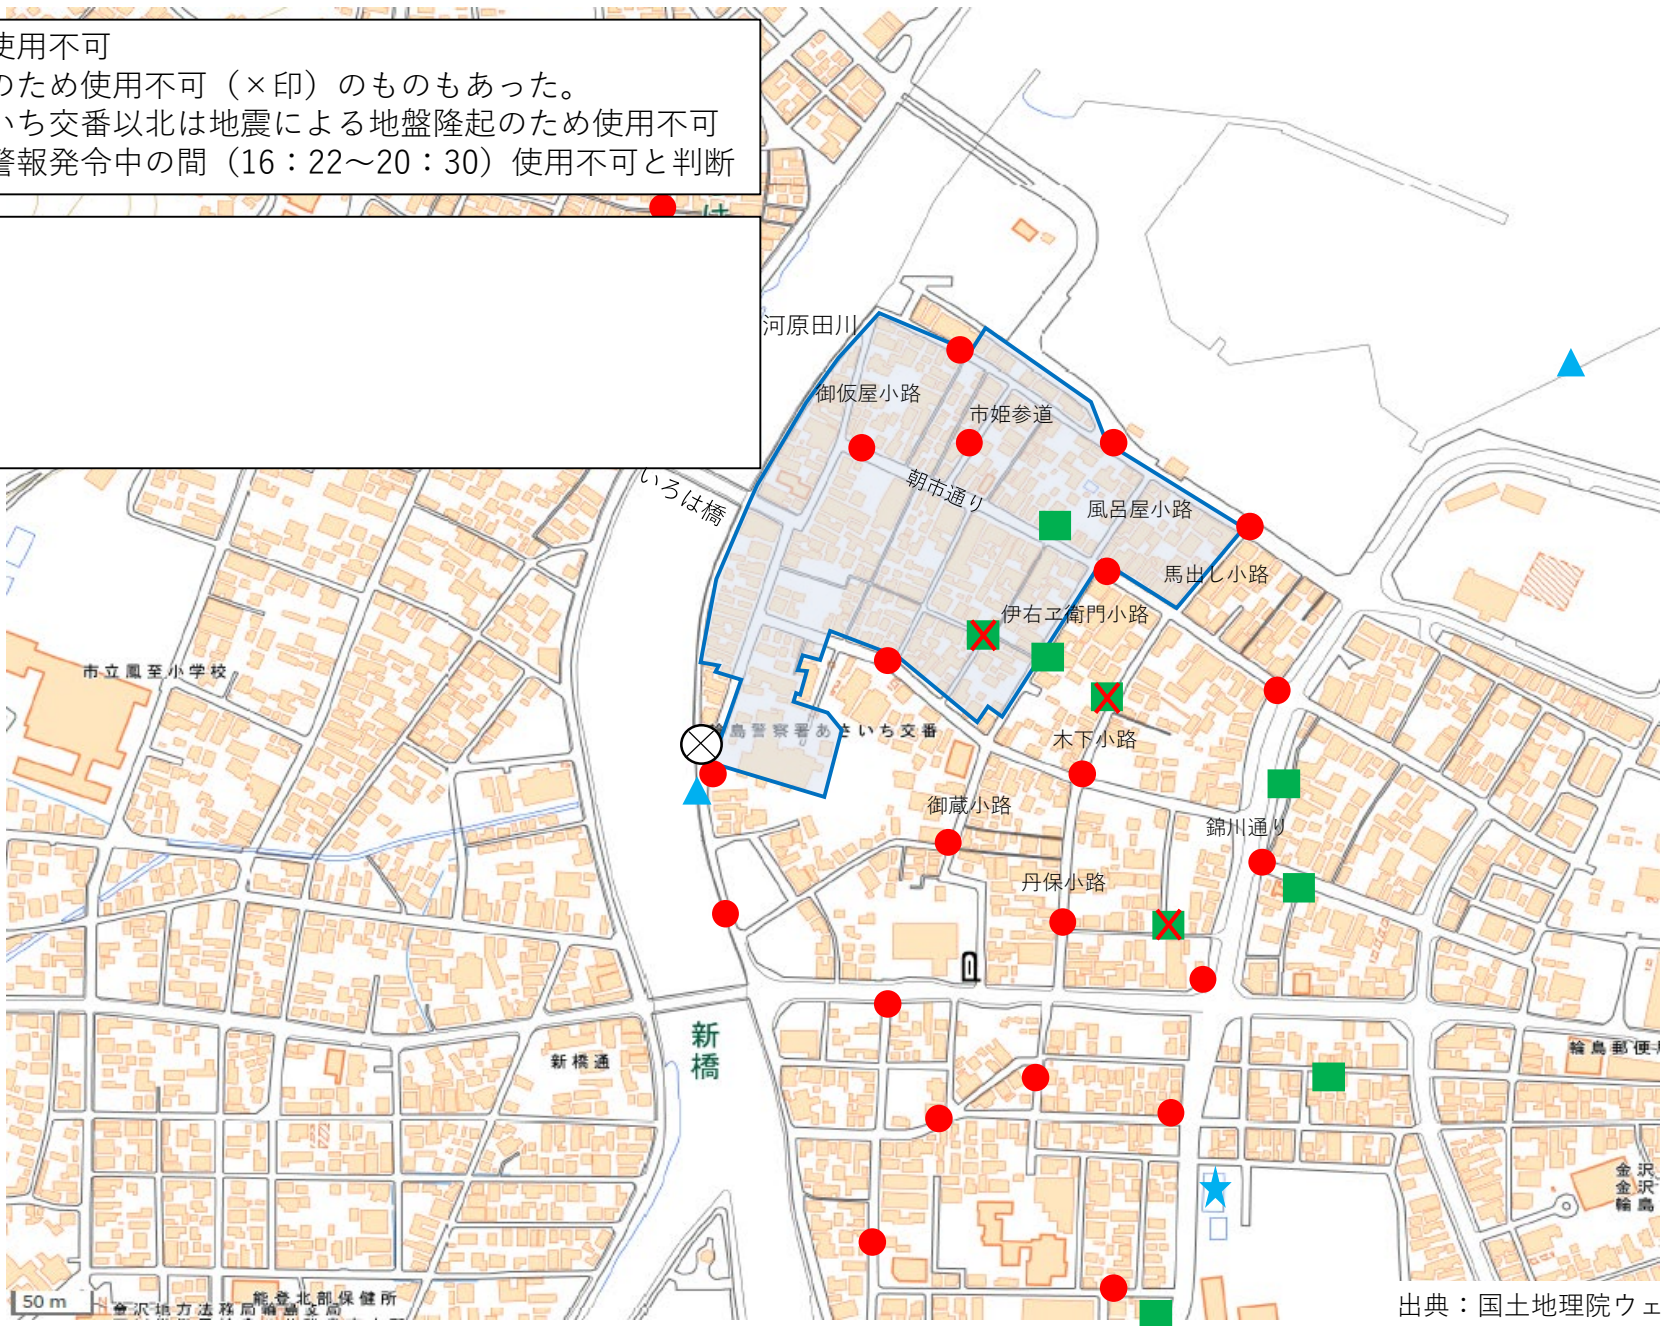 使用不可
のため使用不可（×印）のものもあった。
いち交番以北は地震による地盤隆起のため使用不可
警報発令中の間（16：22～20：30）使用不可と判断
河原田川
御仮屋小路
市姫参道
朝市通り
いろは橋
風呂屋小路
馬出し小路
伊右ヱ衛門小路
市立鳳至小学校
島警察署あさいち交番
木下小路
御蔵小路
錦川通り
丹保小路
新橋
新橋通
輪島郵便
金沢
金沢
輪島
能登北部保健所
金沢地方法務局輪島支局
50 m
出典：国土地理院ウェ